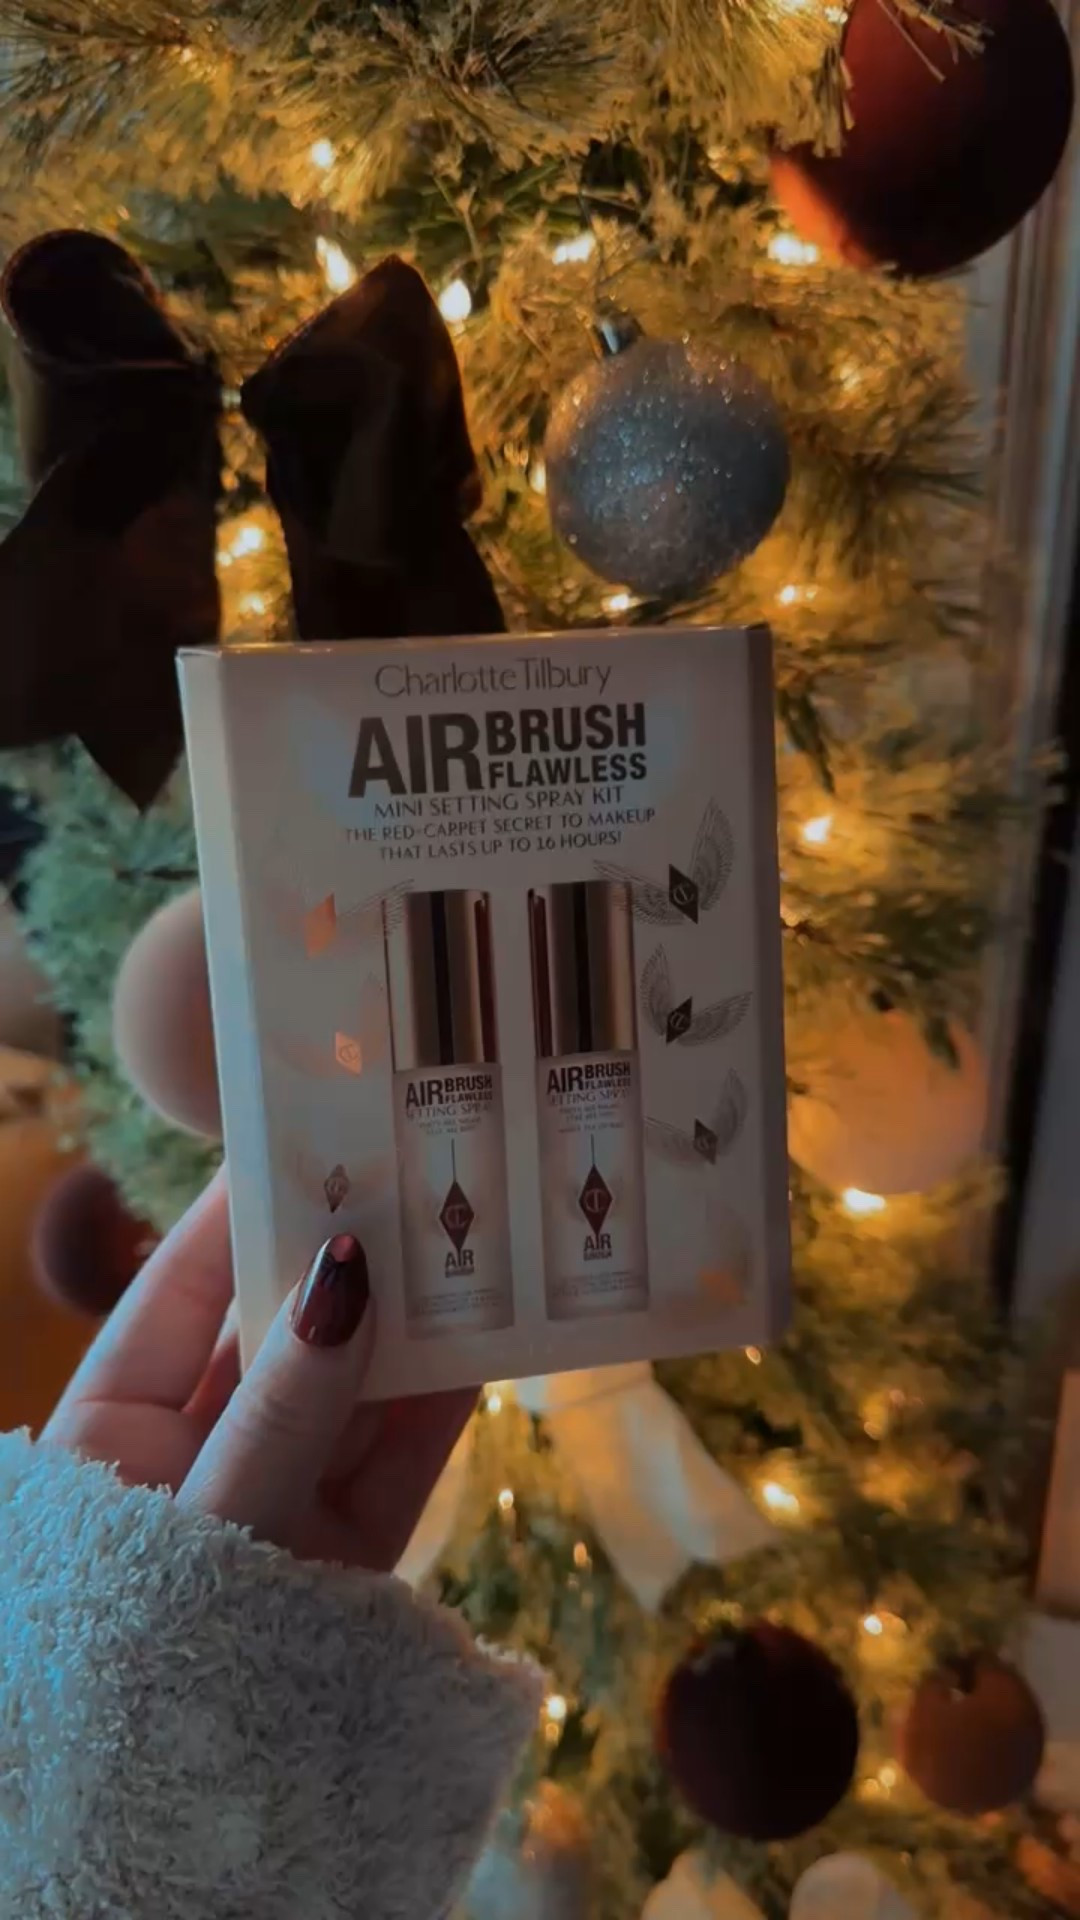 Charlotte Tilbury
AIRBRUSH
FLAWLESS
MINI SETTING SPRAY KIT
THE RED-CARPET SECRET TO MAKEUP
THAT LASTS UP TO 16 HOURS!
AIRBRUSH
FLAWLESS
SETTING SPRAY
AIR
BRUSH
AIRBRUSH
FLAWLESS
SETTING SPRAY
AIR
BRUSH